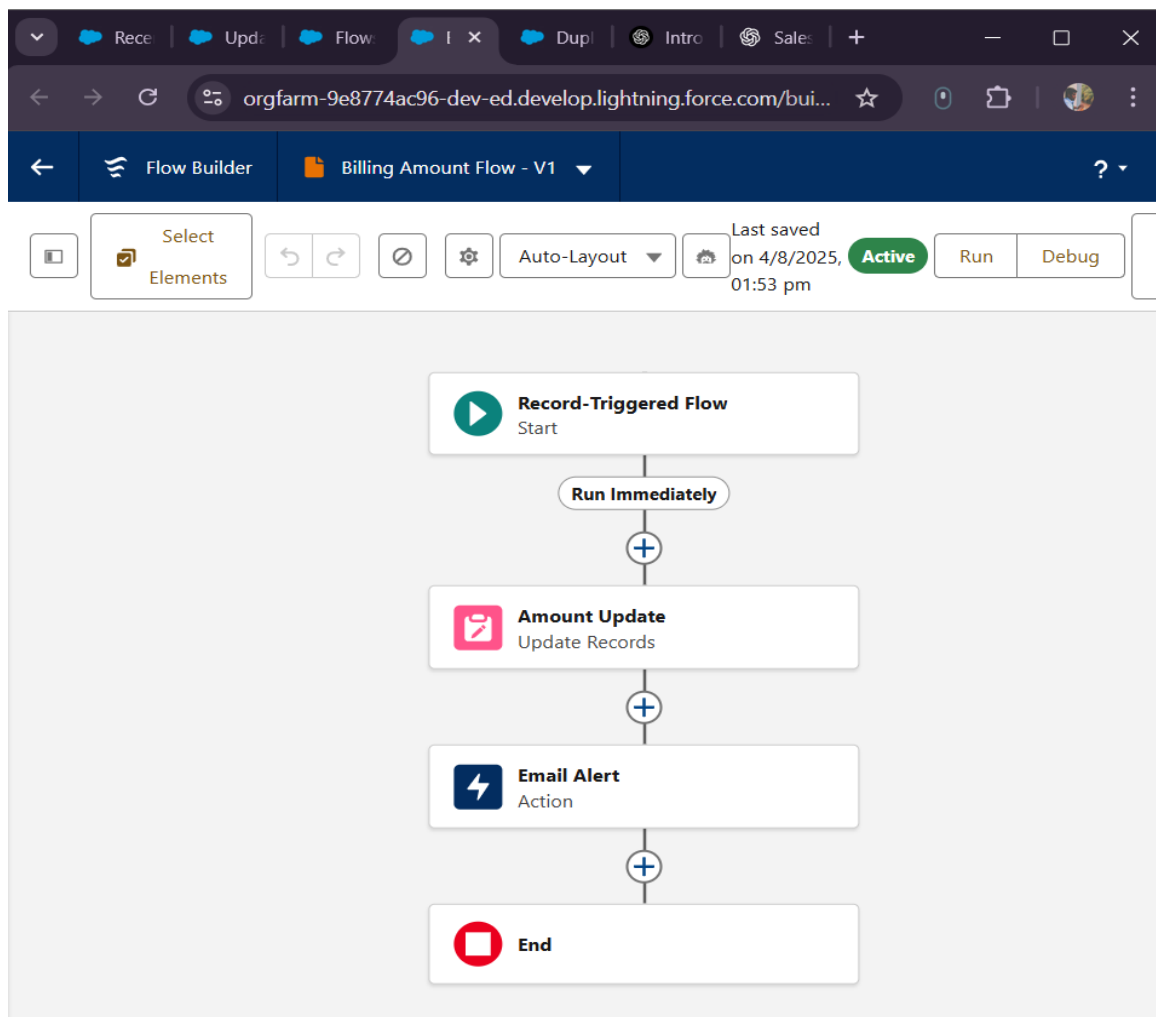 Rece
Upda
Flow
Dupl
Intro
Sales
orgfarm-9e8774ac96-dev-ed.develop.lightning.force.com/bui...
Flow Builder
Billing Amount Flow - V1
?
Select
Elements
Auto-Layout
Last saved
on 4/8/2025,
01:53 pm
Active
Run
Debug
Record-Triggered Flow
Start
Run Immediately
Amount Update
Update Records
Email Alert
Action
End